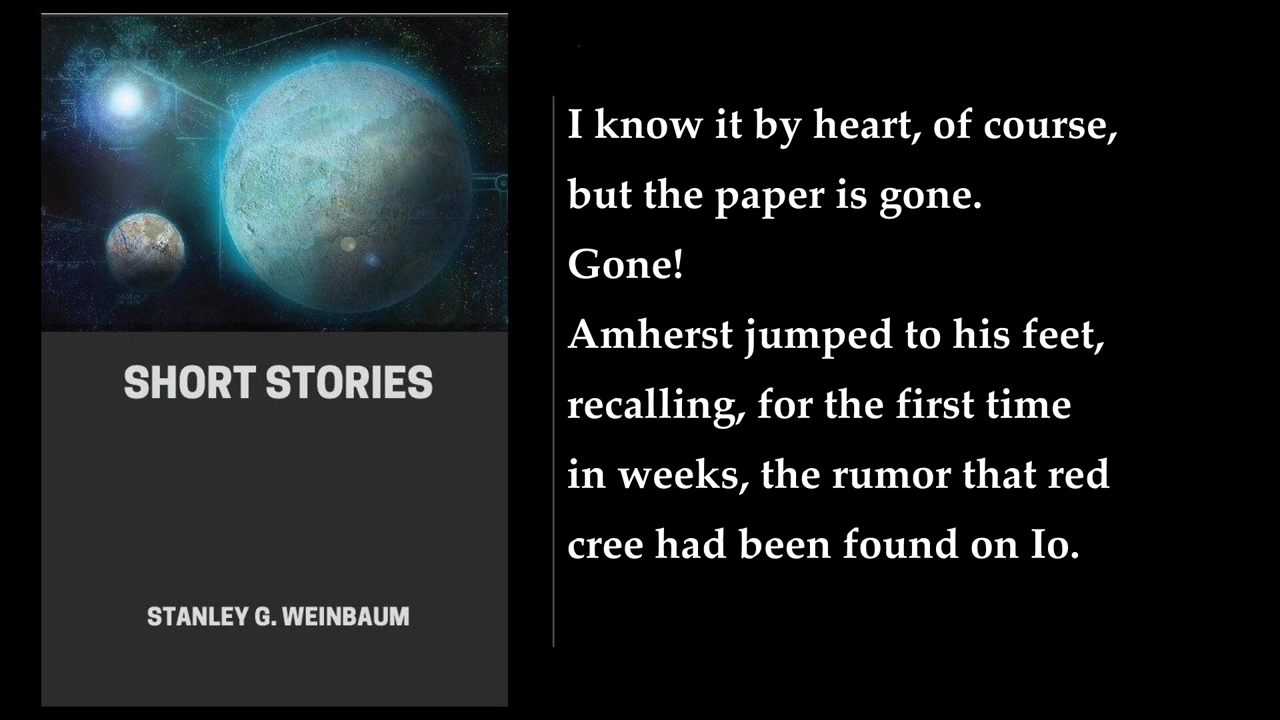 SHORT STORIES
STANLEY G. WEINBAUM
I know it by heart, of course,
but the paper is gone.
Gone!
Amherst jumped to his feet,
recalling, for the first time
in weeks, the rumor that red
cree had been found on Io.